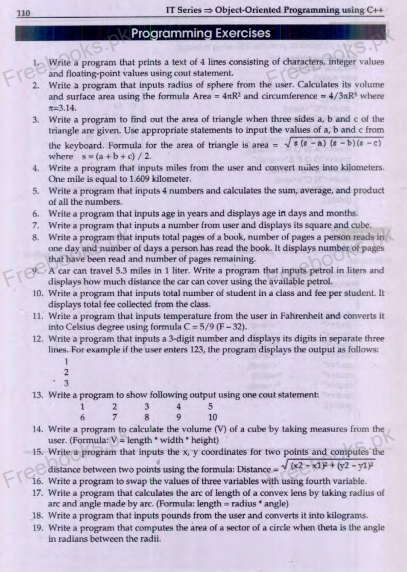 110
IT Series ⇒ Object-Oriented Programming using C++
Programming Exercises
1. Write a program that prints a text of 4 lines consisting of characters, integer values
and floating-point values using cout statement.
2. Write a program that inputs radius of sphere from the user. Calculates its volume
and surface area using the formula Area = 4πR² and circumference = 4/3πR³ where
π=3.14.
3. Write a program to find out the area of triangle when three sides a, b and c of the
triangle are given. Use appropriate statements to input the values of a, b and c from
the keyboard. Formula for the area of triangle is area = √s (s – a) (s – b)(s – c)
where s = (a + b + c) / 2.
4. Write a program that inputs miles from the user and convert miles into kilometers.
One mile is equal to 1.609 kilometer.
5. Write a program that inputs 4 numbers and calculates the sum, average, and product
of all the numbers.
6. Write a program that inputs age in years and displays age in days and months.
7. Write a program that inputs a number from user and displays its square and cube.
8. Write a program that inputs total pages of a book, number of pages a person reads in
one day and number of days a person has read the book. It displays number of pages
that have been read and number of pages remaining.
9. A car can travel 5.3 miles in 1 liter. Write a program that inputs petrol in liters and
displays how much distance the car can cover using the available petrol.
10. Write a program that inputs total number of student in a class and fee per student. It
displays total fee collected from the class.
11. Write a program that inputs temperature from the user in Fahrenheit and converts it
into Celsius degree using formula C = 5/9 (F – 32).
12. Write a program that inputs a 3-digit number and displays its digits in separate three
lines. For example if the user enters 123, the program displays the output as follows:
1
2
3
13. Write a program to show following output using one cout statement:
1 2 3 4 5
6 7 8 9 10
14. Write a program to calculate the volume (V) of a cube by taking measures from the
user. (Formula: V = length * width * height)
15. Write a program that inputs the x, y coordinates for two points and computes the
distance between two points using the formula: Distance = √(x2 – x1)² + (y2 – y1)²
16. Write a program to swap the values of three variables with using fourth variable.
17. Write a program that calculates the arc of length of a convex lens by taking radius of
arc and angle made by arc. (Formula: length = radius * angle)
18. Write a program that inputs pounds from the user and converts it into kilograms.
19. Write a program that computes the area of a sector of a circle when theta is the angle
in radians between the radii.